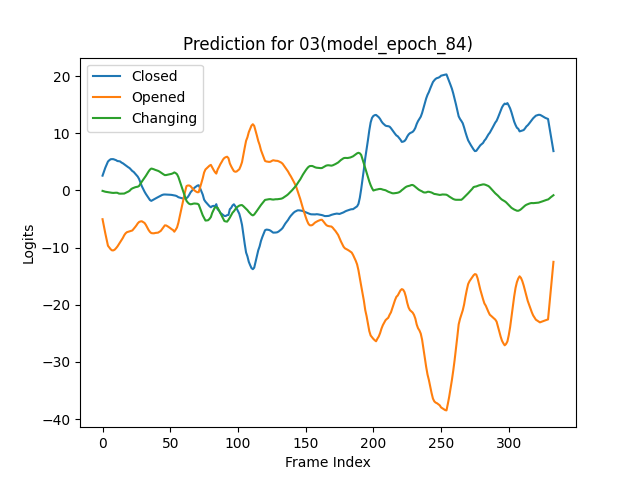 Prediction for 03(model_epoch_84)
Closed
Opened
Changing
20
10
0
−10
−20
−30
−40
Logits
0 50 100 150 200 250 300
Frame Index